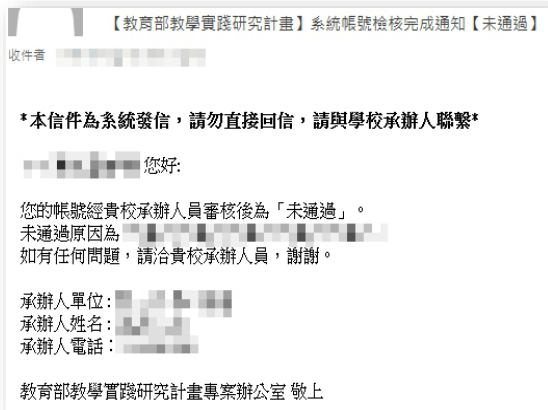 【教育部教學實踐研究計畫】系統帳號檢核完成通知【未通過】
收件者
*本信件為系統發信，請勿直接回信，請與學校承辦人聯繫*
您好:
您的帳號經貴校承辦人員審核後為「未通過」。
未通過原因為
如有任何問題，請洽貴校承辦人員，謝謝。
承辦人單位:
承辦人姓名:
承辦人電話:
教育部教學實踐研究計畫專案辦公室 敬上